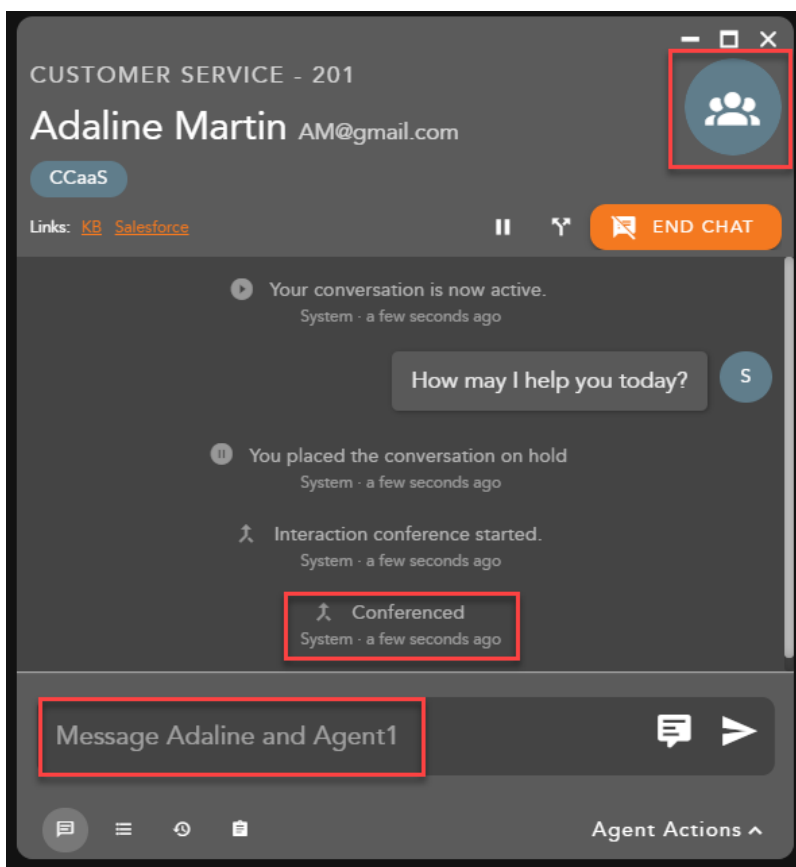 CUSTOMER SERVICE - 201
Adaline Martin AM@gmail.com
CCaaS
Links: KB Salesforce
END CHAT
Your conversation is now active.
System · a few seconds ago
How may I help you today?
S
You placed the conversation on hold
System · a few seconds ago
Interaction conference started.
System · a few seconds ago
Conferenced
System · a few seconds ago
Message Adaline and Agent1
Agent Actions